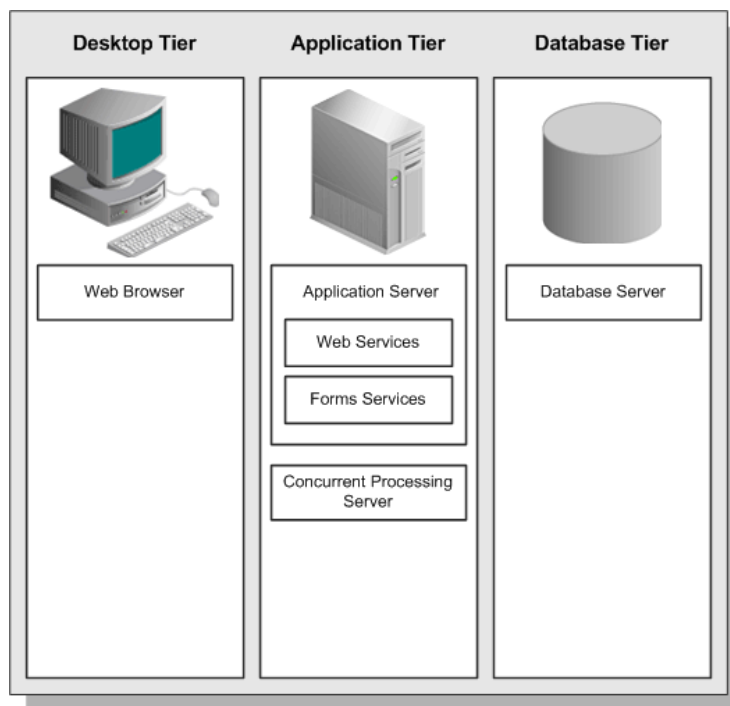 Desktop Tier
Application Tier
Database Tier
Web Browser
Application Server
Web Services
Forms Services
Concurrent Processing
Server
Database Server